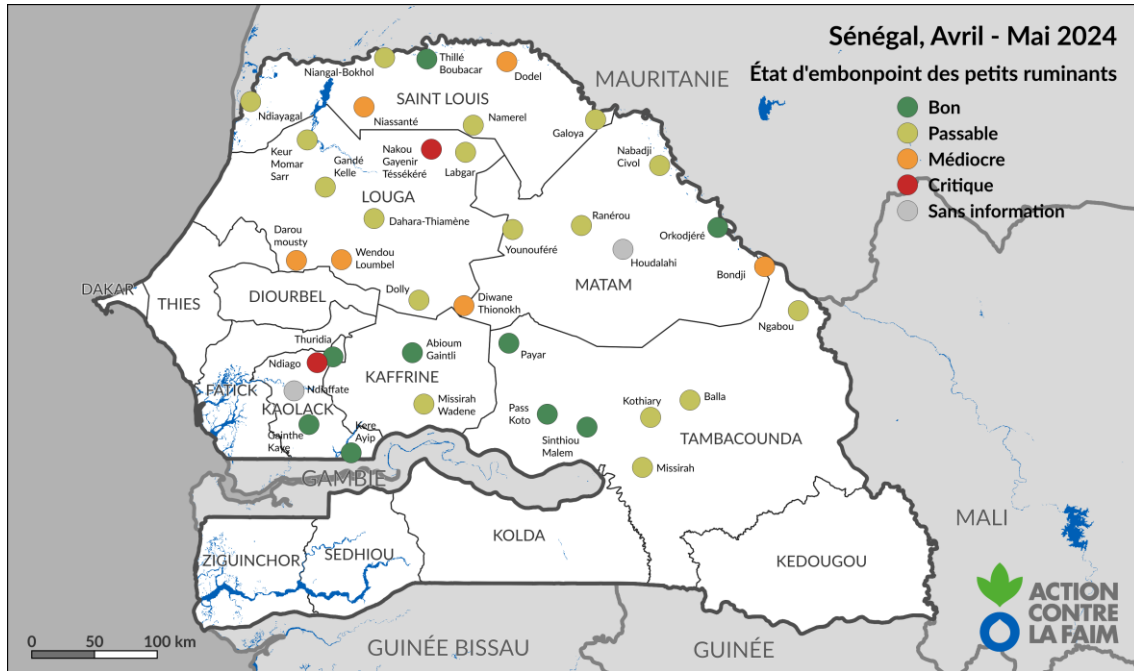 Sénégal, Avril - Mai 2024
État d'embonpoint des petits ruminants
Bon
Passable
Médiocre
Critique
Sans information
MAURITANIE
Niangal-Bokhol
Thillé
Boubacar
Dodel
SAINT LOUIS
Ndiayagal
Niassanté
Namerel
Galoya
Keur
Momar
Sarr
Gandé
Kelle
Nakou
Gayenir
Téssékéré
Labgar
Nabadji
Civol
LOUGA
Dahara-Thiamène
Ranérou
Younouféré
Orkodjéré
Houdalahi
Darou
mousty
Wendou
Loumbel
Bondji
MATAM
DAKAR
THIES
DIOURBEL
Dolly
Diwane
Thionokh
Ngabou
Thuridia
Ndiago
Abioum
Gaintli
Payar
KAFFRINE
FATICK
Ndiaffate
KAOLACK
Missirah
Wadene
Gainthe
Kaye
Kere
Ayip
Pass
Koto
Sinthiou
Malem
Kothiary
Balla
TAMBACOUNDA
Missirah
GAMBIE
MALI
KOLDA
ZIGUINCHOR
SEDHIOU
KEDOUGOU
GUINÉE BISSAU
GUINÉE
0 50 100 km
ACTION
CONTRE
LA FAIM